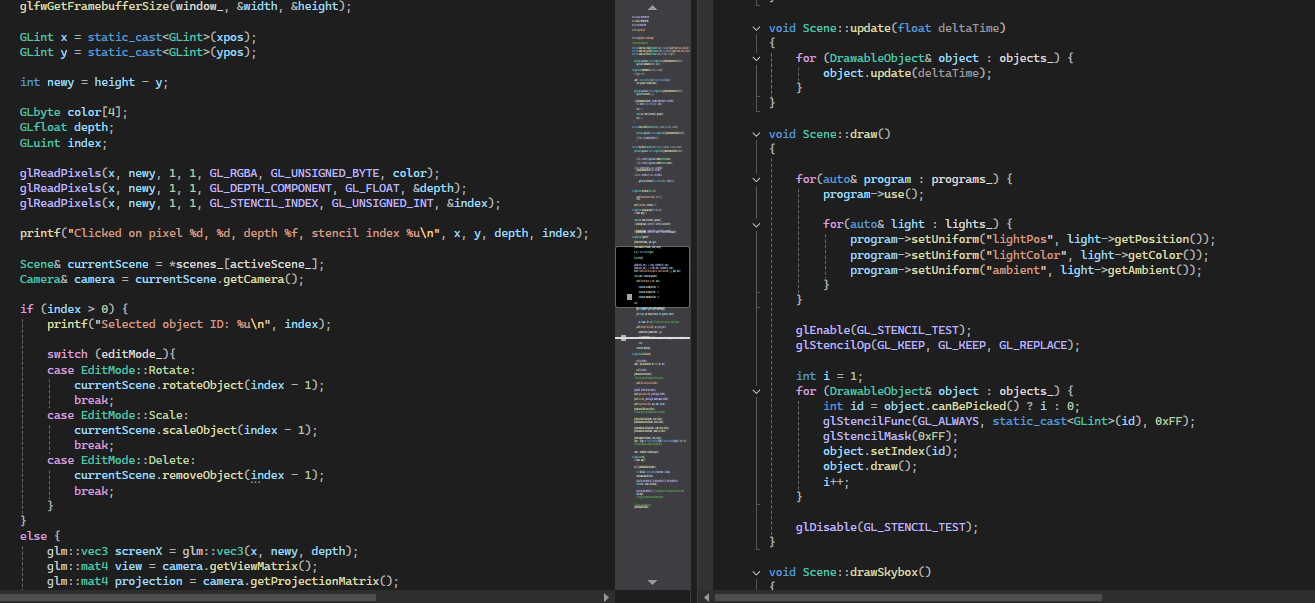 glfwGetFramebufferSize(window_, &width, &height);
GLint x = static_cast<GLint>(xpos);
GLint y = static_cast<GLint>(ypos);
int newy = height - y;
GLbyte color[4];
GLfloat depth;
GLuint index;
glReadPixels(x, newy, 1, 1, GL_RGBA, GL_UNSIGNED_BYTE, color);
glReadPixels(x, newy, 1, 1, GL_DEPTH_COMPONENT, GL_FLOAT, &depth);
glReadPixels(x, newy, 1, 1, GL_STENCIL_INDEX, GL_UNSIGNED_INT, &index);
printf("Clicked on pixel %d, %d, depth %f, stencil index %u\n", x, y, depth, index);
Scene& currentScene = *scenes_[activeScene_];
Camera& camera = currentScene.getCamera();
if (index > 0) {
printf("Selected object ID: %u\n", index);
switch (editMode_){
case EditMode::Rotate:
currentScene.rotateObject(index - 1);
break;
case EditMode::Scale:
currentScene.scaleObject(index - 1);
break;
case EditMode::Delete:
currentScene.removeObject(index - 1);
break;
}
}
else {
glm::vec3 screenX = glm::vec3(x, newy, depth);
glm::mat4 view = camera.getViewMatrix();
glm::mat4 projection = camera.getProjectionMatrix();
void Scene::update(float deltaTime)
{
for (DrawableObject& object : objects_) {
object.update(deltaTime);
}
}
void Scene::draw()
{
for(auto& program : programs_) {
program->use();
for(auto& light : lights_) {
program->setUniform("lightPos", light->getPosition());
program->setUniform("lightColor", light->getColor());
program->setUniform("ambient", light->getAmbient());
}
}
glEnable(GL_STENCIL_TEST);
glStencilOp(GL_KEEP, GL_KEEP, GL_REPLACE);
int i = 1;
for (DrawableObject& object : objects_) {
int id = object.canBePicked() ? i : 0;
glStencilFunc(GL_ALWAYS, static_cast<GLint>(id), 0xFF);
glStencilMask(0xFF);
object.setIndex(id);
object.draw();
i++;
}
glDisable(GL_STENCIL_TEST);
}
void Scene::drawSkybox()
{